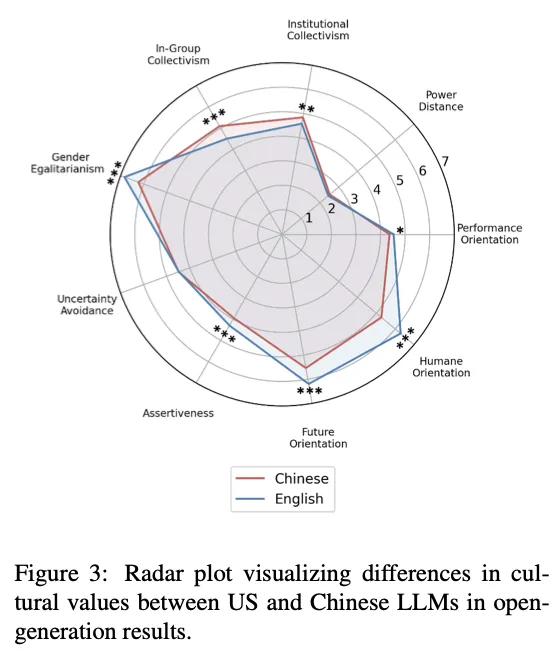 Institutional
Collectivism
In-Group
Collectivism
***
**
Power
Distance
Gender
Egalitarianism
***
7
6
5
4
3
2
1
*
Performance
Orientation
Uncertainty
Avoidance
***
***
Humane
Orientation
Assertiveness
***
Future
Orientation
Chinese
English
Figure 3: Radar plot visualizing differences in cul-
tural values between US and Chinese LLMs in open-
generation results.